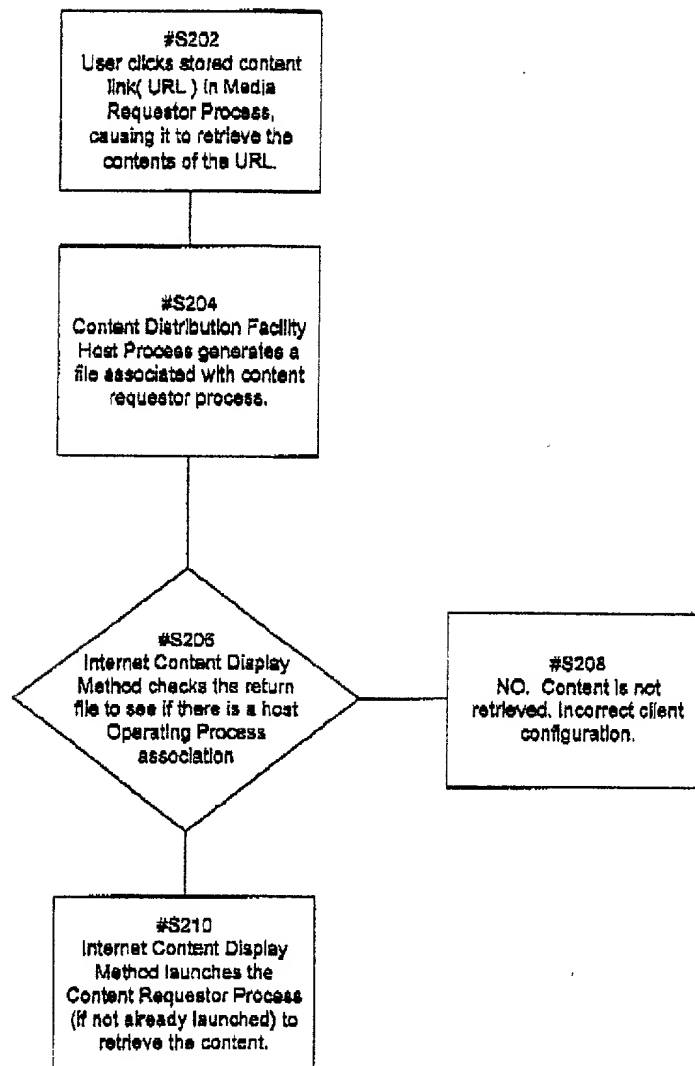 #S202
User clicks stored content
link( URL ) in Media
Requestor Process,
causing it to retrieve the
contents of the URL.
#S204
Content Distribution Facility
Host Process generates a
file associated with content
requestor process.
#S206
Internet Content Display
Method checks the return
file to see if there is a host
Operating Process
association
#S208
NO. Content is not
retrieved. Incorrect client
configuration.
#S210
Internet Content Display
Method launches the
Content Requestor Process
(if not already launched) to
retrieve the content.